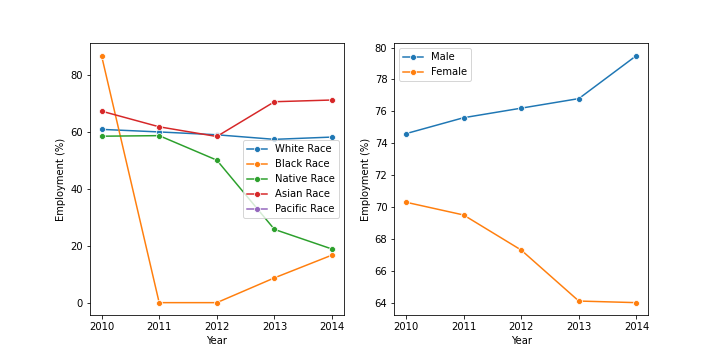 Employment (%)
80
60
40
20
0
2010 2011 2012 2013 2014
Year
White Race
Black Race
Native Race
Asian Race
Pacific Race
Employment (%)
80
78
76
74
72
70
68
66
64
2010 2011 2012 2013 2014
Year
Male
Female